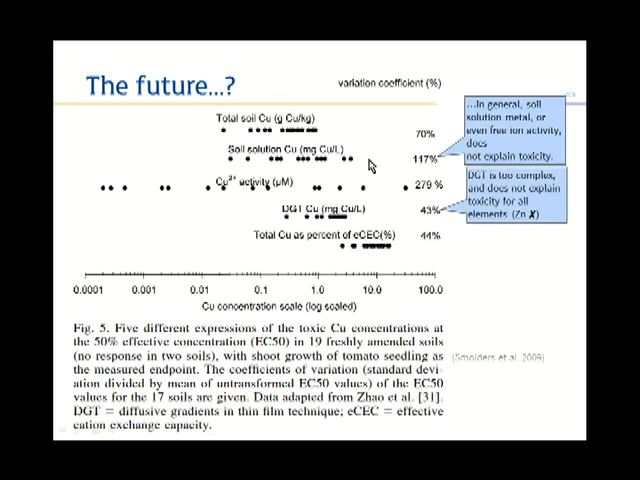 The future...?
variation coefficient (%)
Total soil Cu (g Cu/kg)
70%
Soil solution Cu (mg Cu/L)
117%
Cu2+ activity (µM)
279 %
DGT Cu (mg Cu/L)
43%
Total Cu as percent of eCEC(%)
44%
0.0001 0.001 0.01 0.1 1.0 10.0 100.0
Cu concentration scale (log scaled)
...In general, soil
solution metal, or
even free ion activity,
does
not explain toxicity.
DGT is too complex,
and does not explain
toxicity for all
elements (Zn ✗)
Fig. 5. Five different expressions of the toxic Cu concentrations at
the 50% effective concentration (EC50) in 19 freshly amended soils
(no response in two soils), with shoot growth of tomato seedling as
the measured endpoint. The coefficients of variation (standard devi-
ation divided by mean of untransformed EC50 values) of the EC50
values for the 17 soils are given. Data adapted from Zhao et al. [31].
DGT = diffusive gradients in thin film technique; eCEC = effective
cation exchange capacity.
(Smolders et al. 2009)